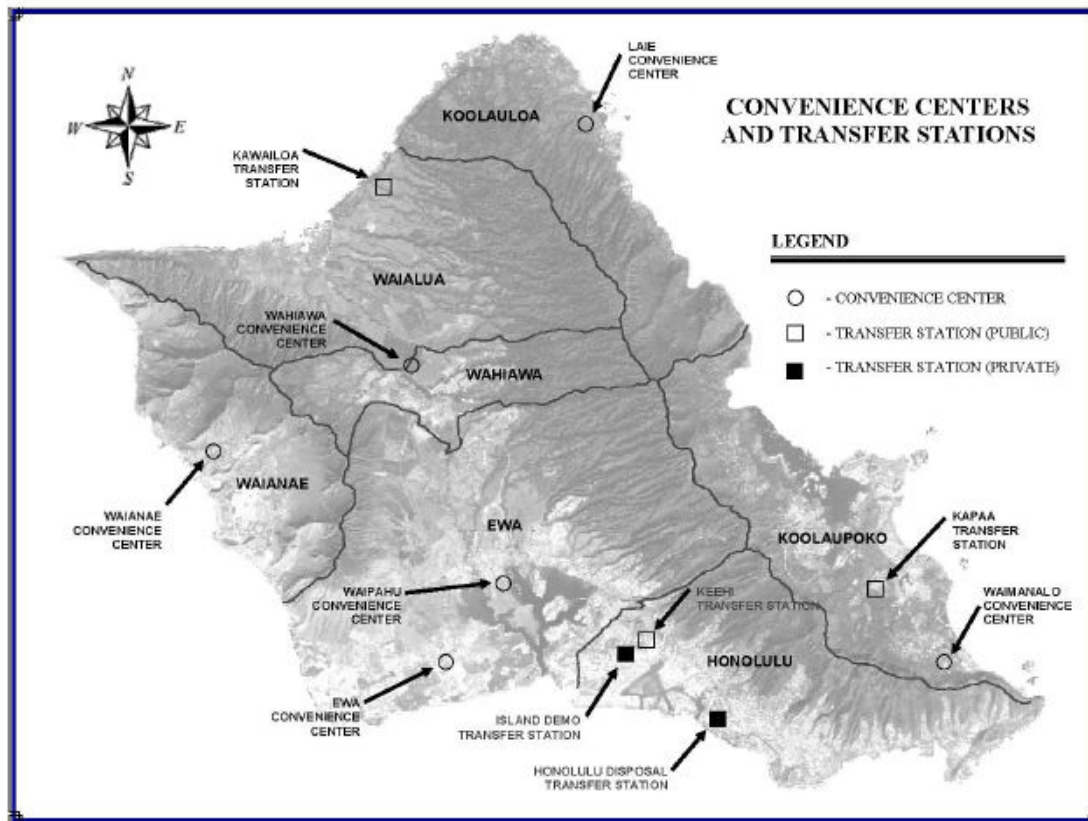 CONVENIENCE CENTERS
AND TRANSFER STATIONS
N
W
E
S
LAIE
CONVENIENCE
CENTER
KOOLAULOA
KAWAILOA
TRANSFER
STATION
LEGEND
- CONVENIENCE CENTER
- TRANSFER STATION (PUBLIC)
- TRANSFER STATION (PRIVATE)
WAIALUA
WAHIAWA
CONVENIENCE
CENTER
WAHIAWA
WAIANAE
WAIANAE
CONVENIENCE
CENTER
EWA
KOOLAUPOKO
KAPAA
TRANSFER
STATION
WAIPAHU
CONVENIENCE
CENTER
KEEHI
TRANSFER STATION
WAIMANALO
CONVENIENCE
CENTER
HONOLULU
EWA
CONVENIENCE
CENTER
ISLAND DEMO
TRANSFER STATION
HONOLULU DISPOSAL
TRANSFER STATION